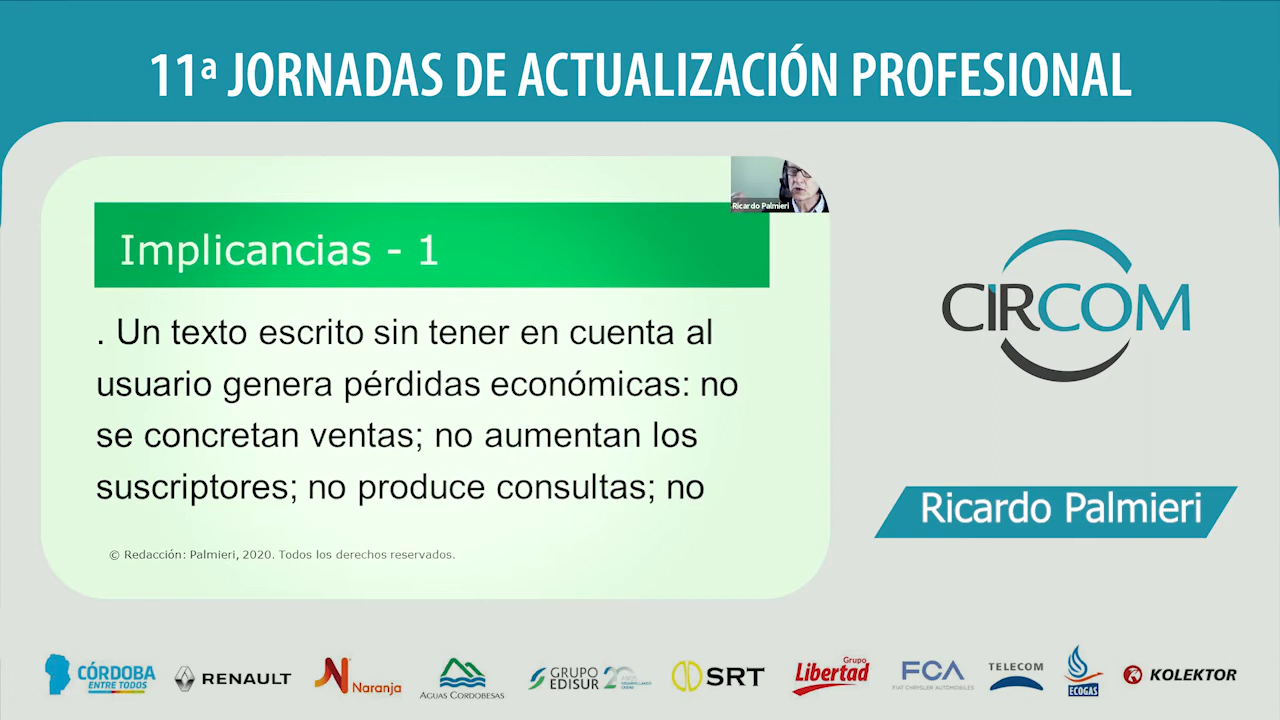 11ª JORNADAS DE ACTUALIZACIÓN PROFESIONAL
Ricardo Palmieri
Implicancias - 1
. Un texto escrito sin tener en cuenta al
usuario genera pérdidas económicas: no
se concretan ventas; no aumentan los
suscriptores; no produce consultas; no
© Redacción: Palmieri, 2020. Todos los derechos reservados.
CIRCOM
Ricardo Palmieri
CÓRDOBA
ENTRE TODOS
RENAULT
Naranja
AGUAS CORDOBESAS
GRUPO
EDISUR
SRT
Grupo
Libertad
FCA
FIAT CHRYSLER AUTOMOBILES
TELECOM
ECOGAS
KOLEKTOR